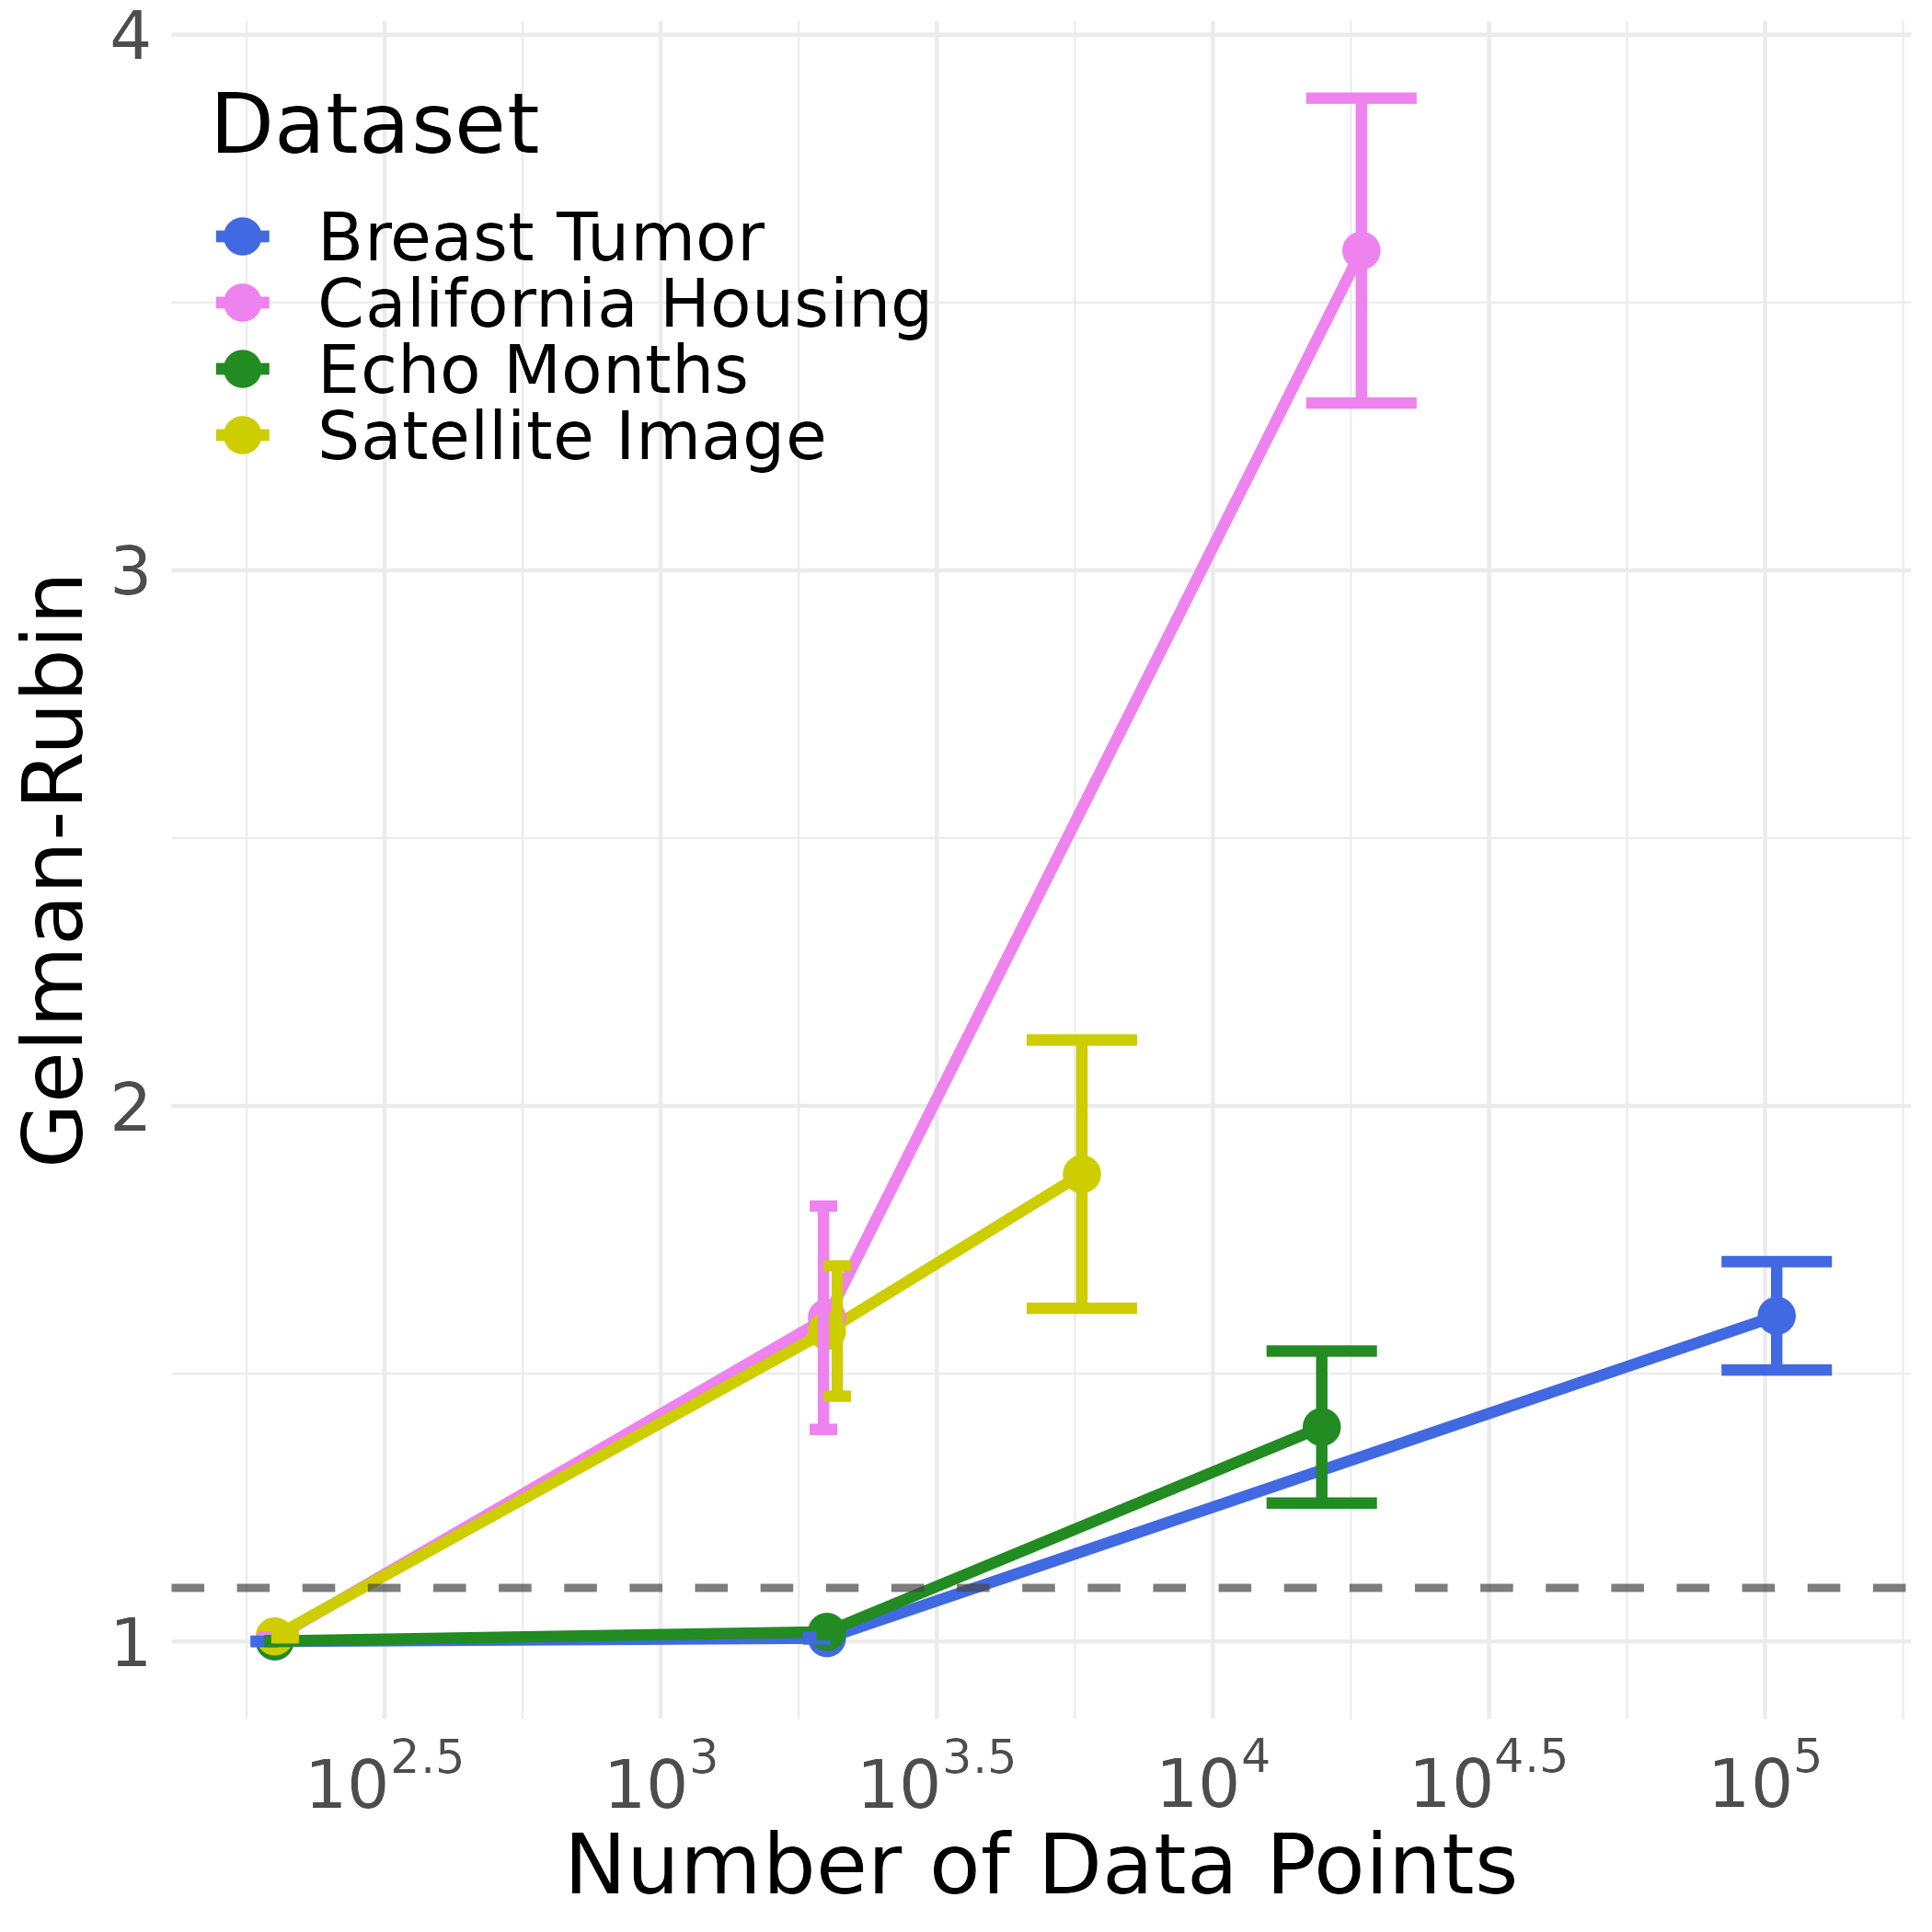 4
Dataset
Breast Tumor
California Housing
Echo Months
Satellite Image
3
2
1
Gelman-Rubin
10^2.5 10^3 10^3.5 10^4 10^4.5 10^5
Number of Data Points